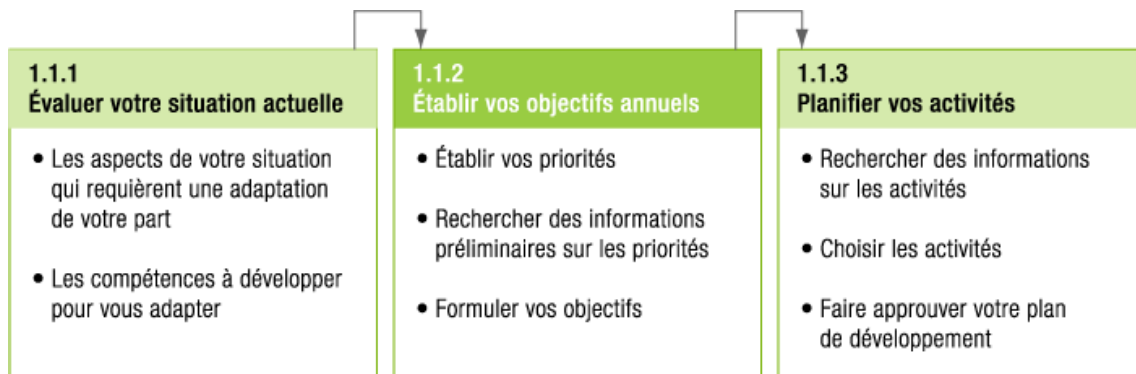 1.1.1
Évaluer votre situation actuelle
• Les aspects de votre situation
qui requièrent une adaptation
de votre part
• Les compétences à développer
pour vous adapter
1.1.2
Établir vos objectifs annuels
• Établir vos priorités
• Rechercher des informations
préliminaires sur les priorités
• Formuler vos objectifs
1.1.3
Planifier vos activités
• Rechercher des informations
sur les activités
• Choisir les activités
• Faire approuver votre plan
de développement